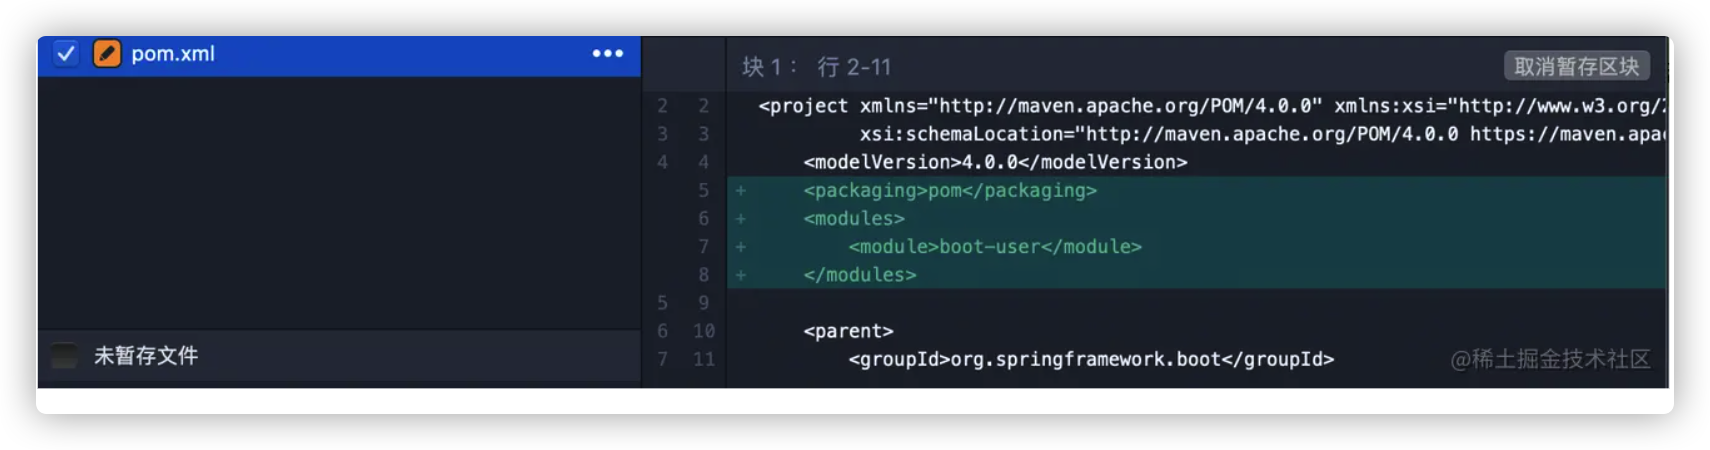 pom.xml
•••
块 1： 行 2-11
取消暂存区块
2 2 <project xmlns="http://maven.apache.org/POM/4.0.0" xmlns:xsi="http://www.w3.org/
3 3 xsi:schemaLocation="http://maven.apache.org/POM/4.0.0 https://maven.apa
4 4 <modelVersion>4.0.0</modelVersion>
5 + <packaging>pom</packaging>
6 + <modules>
7 + <module>boot-user</module>
8 + </modules>
5 9
6 10 <parent>
7 11 <groupId>org.springframework.boot</groupId>
未暂存文件
@稀土掘金技术社区